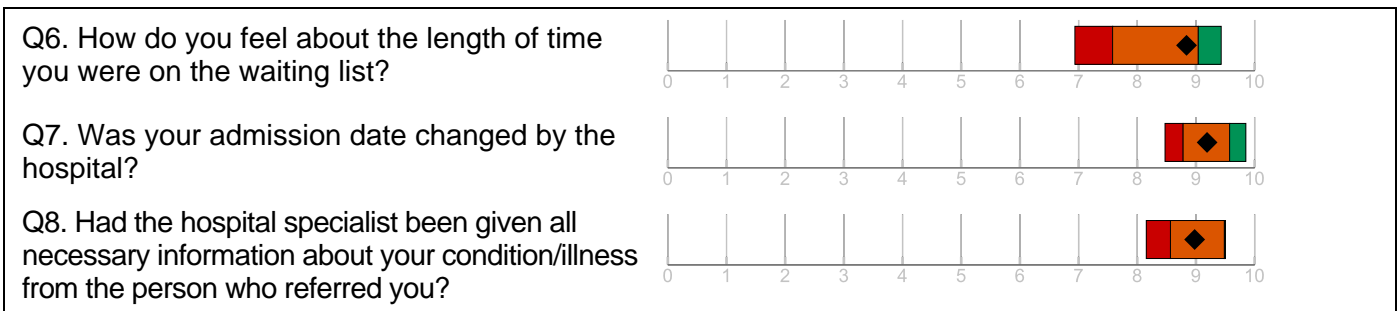 Q6. How do you feel about the length of time
you were on the waiting list?
0 1 2 3 4 5 6 7 8 9 10
Q7. Was your admission date changed by the
hospital?
0 1 2 3 4 5 6 7 8 9 10
Q8. Had the hospital specialist been given all
necessary information about your condition/illness
from the person who referred you?
0 1 2 3 4 5 6 7 8 9 10